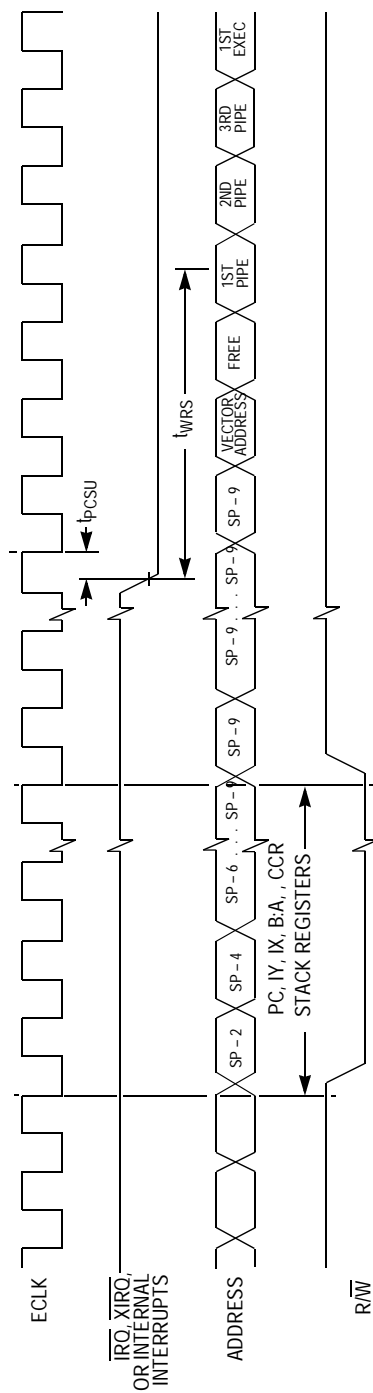 ECLK
tPCSU
IRQ, XIRQ,
OR INTERNAL
INTERRUPTS
tWRS
ADDRESS
SP – 2
SP – 4
SP – 6 . . . . SP – 9
SP – 9
SP – 9 . . . . SP – 9
SP – 9
VECTOR
ADDRESS
FREE
1ST
PIPE
2ND
PIPE
3RD
PIPE
1ST
EXEC
PC, IY, IX, B:A, , CCR
STACK REGISTERS
R/W